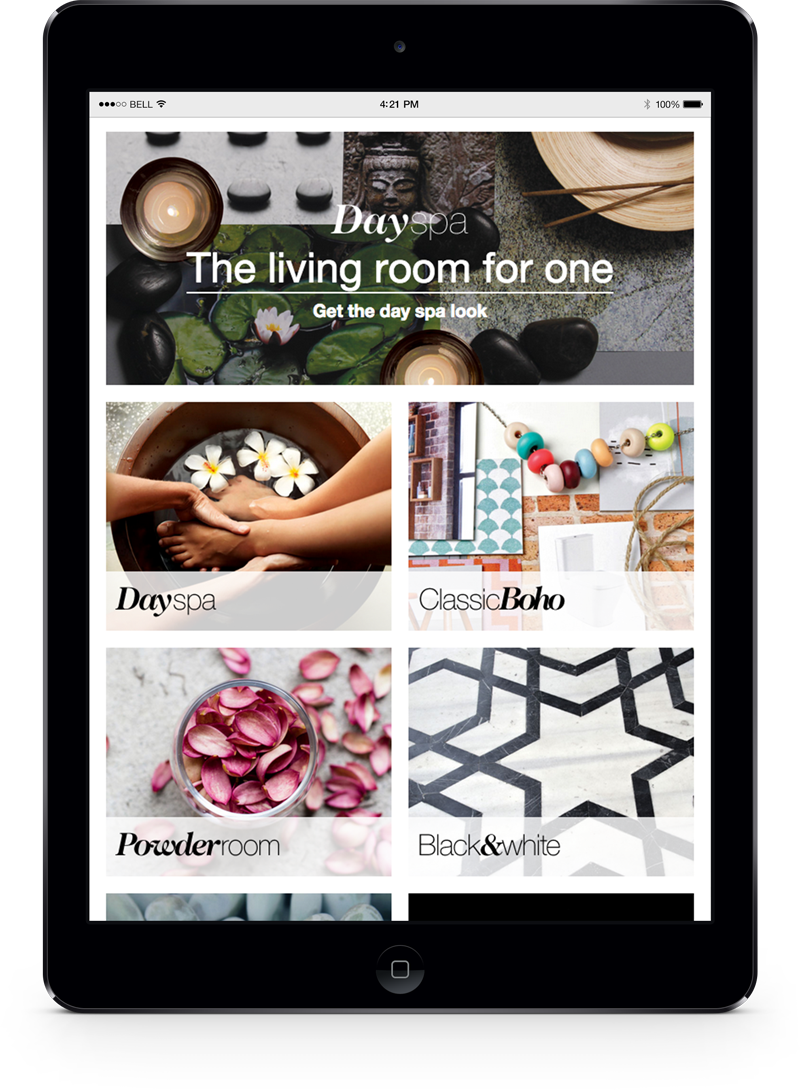 BELL
4:21 PM
100%
Dayspa
The living room for one
Get the day spa look
Dayspa
ClassicBoho
Powderroom
Black&white